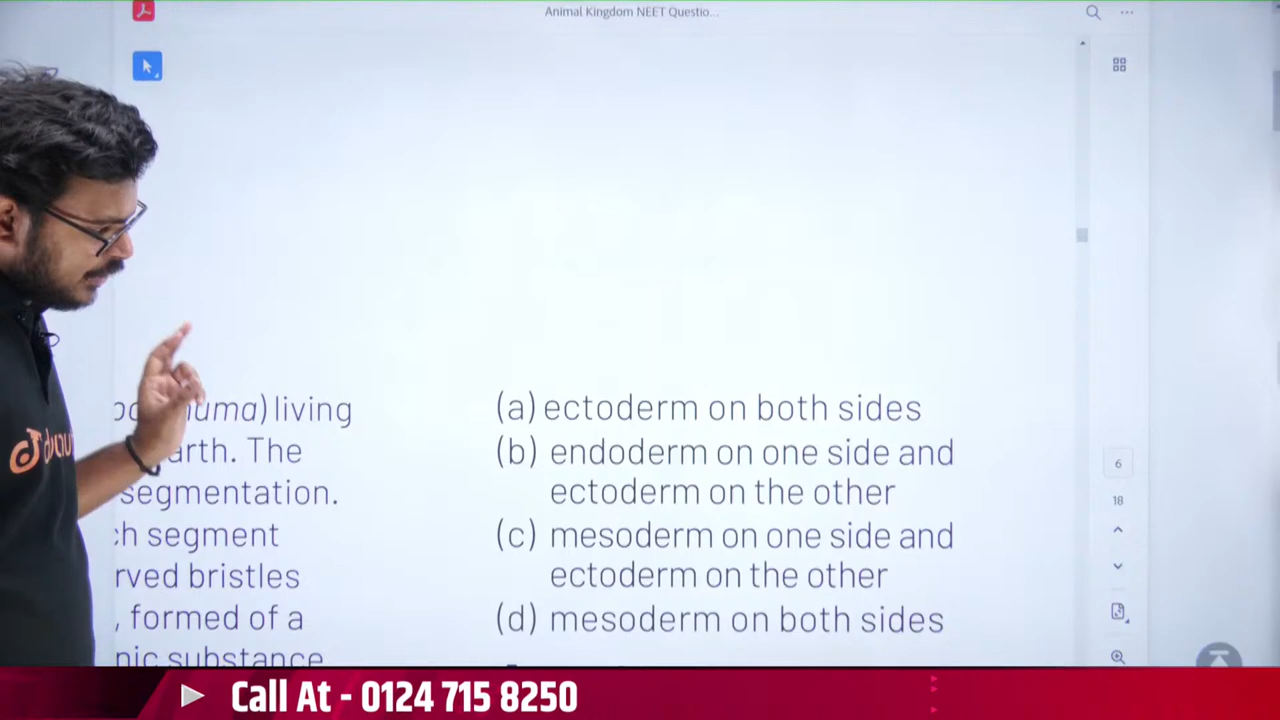 Animal Kingdom NEET Questio...
living
arth. The
segmentation.
segment
rved bristles
, formed of a
nic substance
(a) ectoderm on both sides
(b) endoderm on one side and
ectoderm on the other
(c) mesoderm on one side and
ectoderm on the other
(d) mesoderm on both sides
6
18
Call At - 0124 715 8250